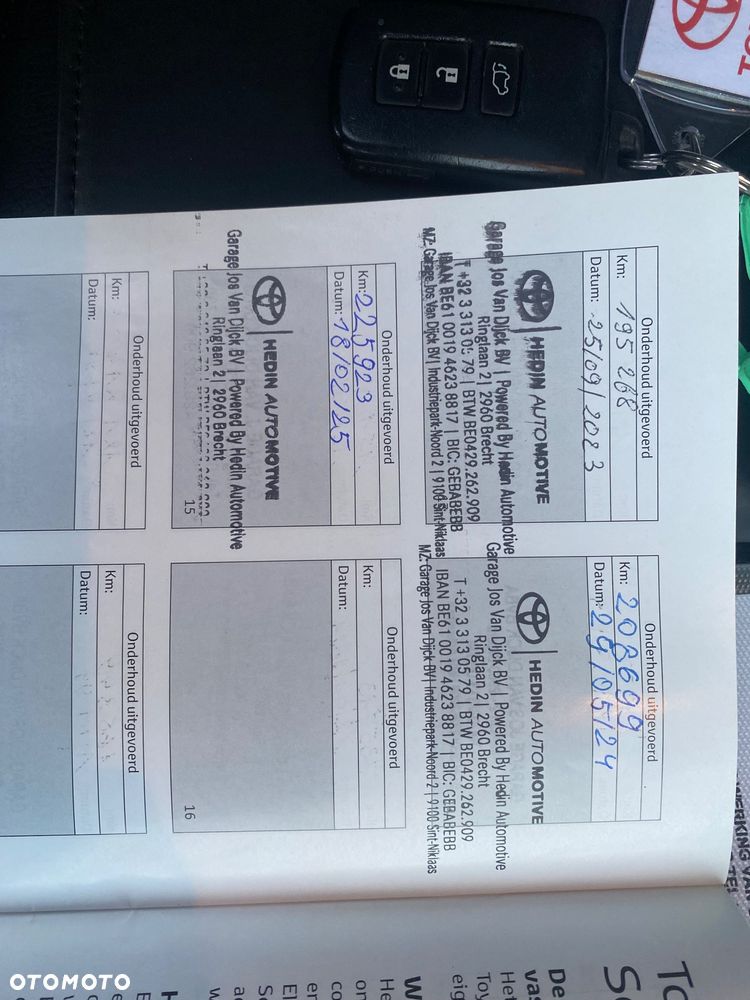 Onderhoud uitgevoerd
Km: 195 268
Datum: 25/09/2023
HEDIN AUTOMOTIVE
Garage Jos Van Dijck BV | Powered By Hedin Automotive
Ringlaan 2 | 2960 Brecht
T +32 3 313 05 79 | BTW BE0429.262.909
IBAN BE61 0019 4623 8817 | BIC: GEBABEBB
MZ: Garage Jos Van Dijck BV | Industriepark-Noord 2 | 9100 Sint-Niklaas
Onderhoud uitgevoerd
Km: 208699
Datum: 29/05/24
HEDIN AUTOMOTIVE
Garage Jos Van Dijck BV | Powered By Hedin Automotive
Ringlaan 2 | 2960 Brecht
T +32 3 313 05 79 | BTW BE0429.262.909
IBAN BE61 0019 4623 8817 | BIC: GEBABEBB
MZ: Garage Jos Van Dijck BV | Industriepark-Noord 2 | 9100-Sint-Niklaas
Onderhoud uitgevoerd
Km: 225923
Datum: 18/02/25
HEDIN AUTOMOTIVE
Garage Jos Van Dijck BV | Powered By Hedin Automotive
Ringlaan 2 | 2960 Brecht
15
Onderhoud uitgevoerd
Km:
Datum:
16
Onderhoud uitgevoerd
Km:
Datum:
Onderhoud uitgevoerd
Km:
Datum:
De
vas
Het
Toy
eig
OTOMOTO